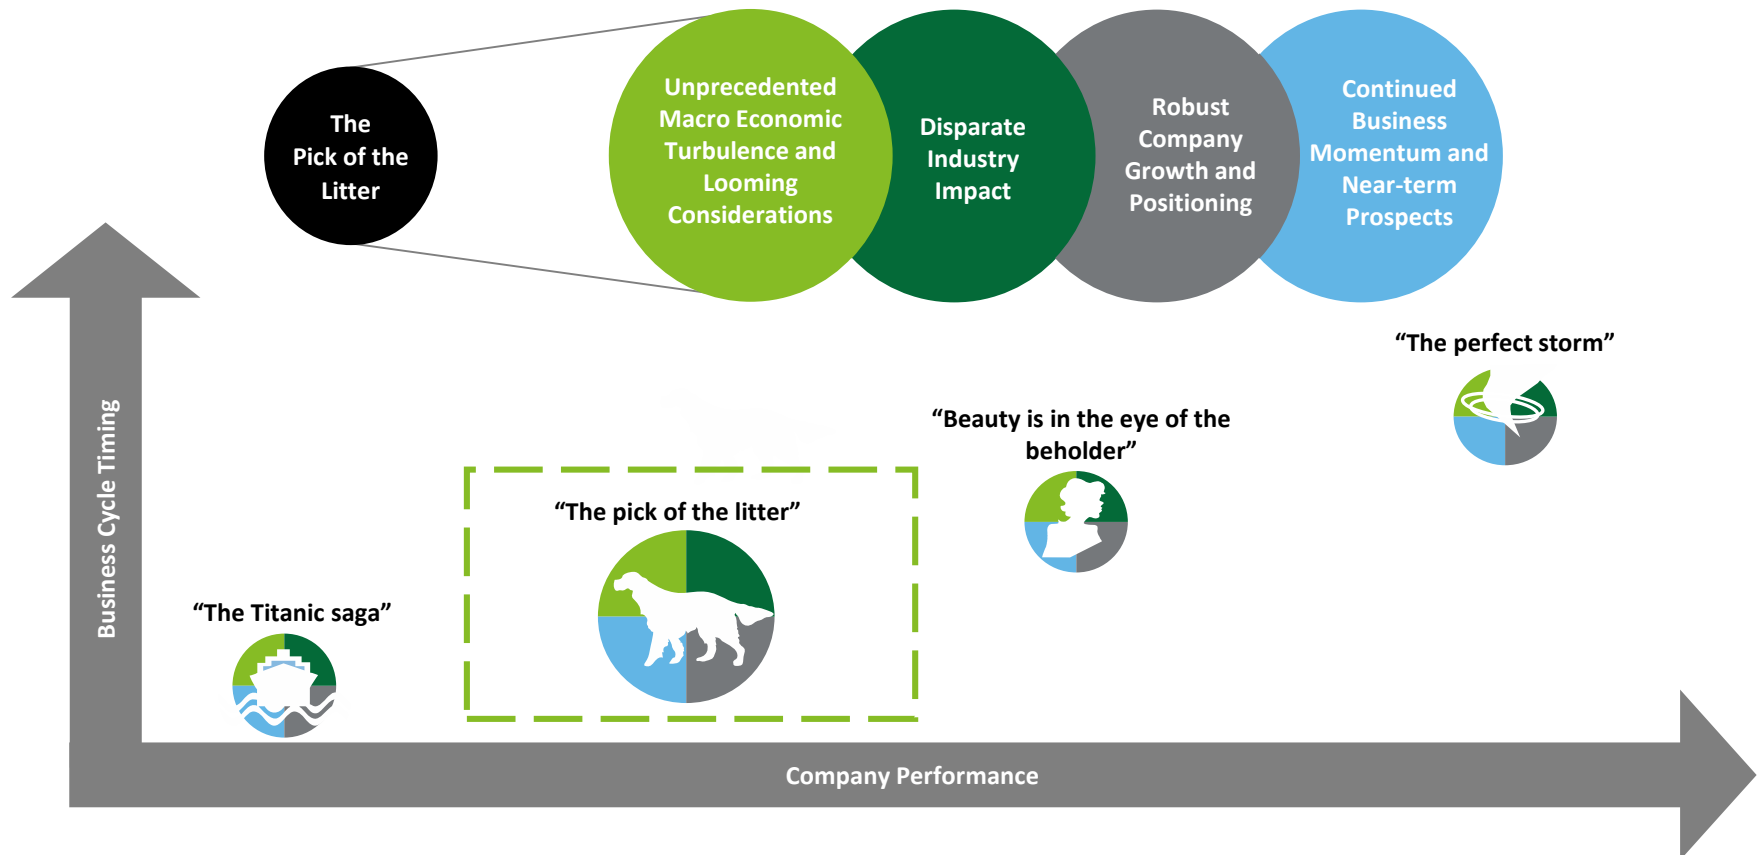 The
Pick of the
Litter
Unprecedented
Macro Economic
Turbulence and
Looming
Considerations
Disparate
Industry
Impact
Robust
Company
Growth and
Positioning
Continued
Business
Momentum and
Near-term
Prospects
“The perfect storm”
“Beauty is in the eye of the
beholder”
“The pick of the litter”
“The Titanic saga”
Business Cycle Timing
Company Performance